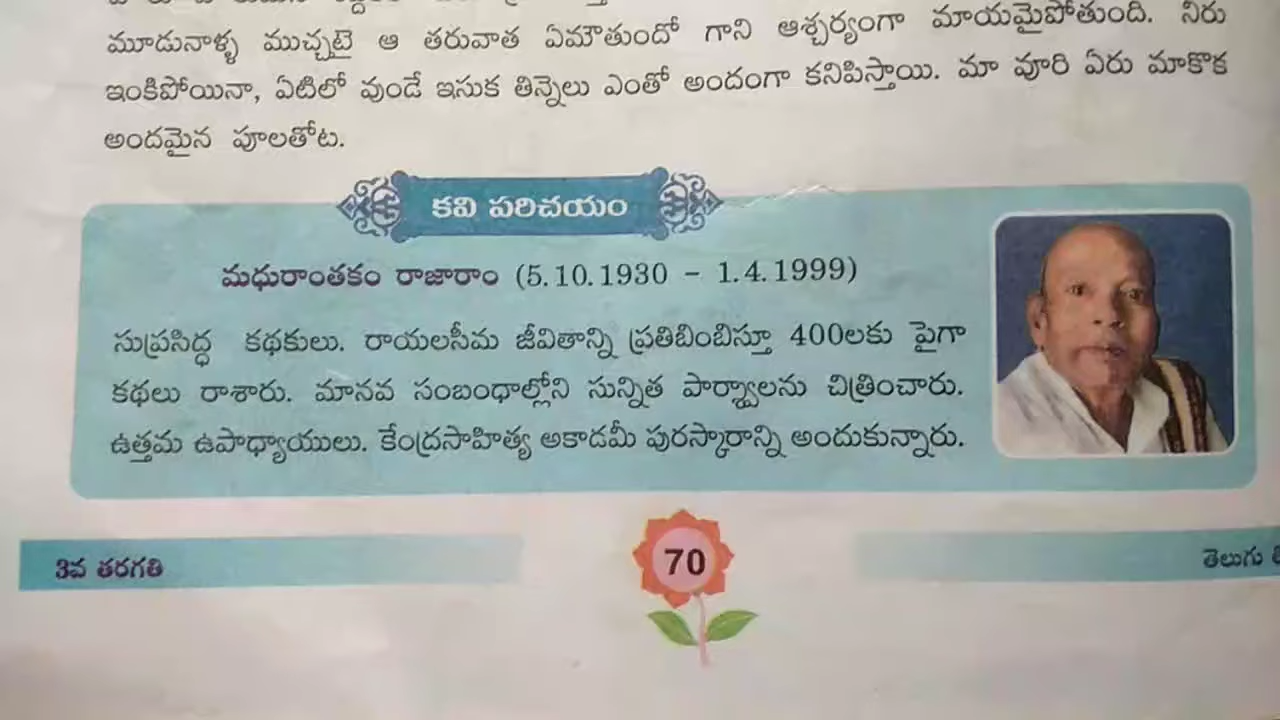 మూడునాళ్ళ ముచ్చటై ఆ తరువాత ఏమౌతుందో గాని ఆశ్చర్యంగా మాయమైపోతుంది. నీరు
ఇంకిపోయినా, ఏటిలో వుండే ఇసుక తిన్నెలు ఎంతో అందంగా కనిపిస్తాయి. మా వూరి ఏరు మాకొక
అందమైన పూలతోట.
కవి పరిచయం
మధురాంతకం రాజారాం (5.10.1930 – 1.4.1999)
సుప్రసిద్ధ కథకులు. రాయలసీమ జీవితాన్ని ప్రతిబింబిస్తూ 400లకు పైగా
కథలు రాశారు. మానవ సంబంధాల్లోని సున్నిత పార్శ్వాలను చిత్రించారు.
ఉత్తమ ఉపాధ్యాయులు. కేంద్రసాహిత్య అకాడమీ పురస్కారాన్ని అందుకున్నారు.
3వ తరగతి
70
తెలుగు